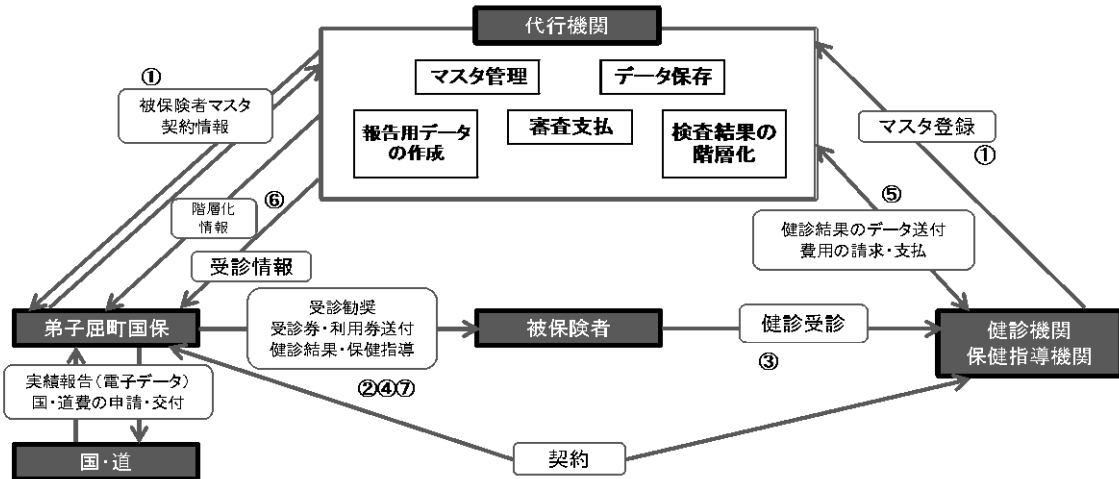 代行機関
マスタ管理
データ保存
報告用データ
の作成
審査支払
検査結果の
階層化
①
被保険者マスタ
契約情報
マスタ登録
①
⑥
階層化
情報
受診情報
⑤
健診結果のデータ送付
費用の請求・支払
弟子屈町国保
受診勧奨
受診券・利用券送付
健診結果・保健指導
②④⑦
被保険者
健診受診
③
健診機関
保健指導機関
実績報告(電子データ)
国・道費の申請・交付
国・道
契約